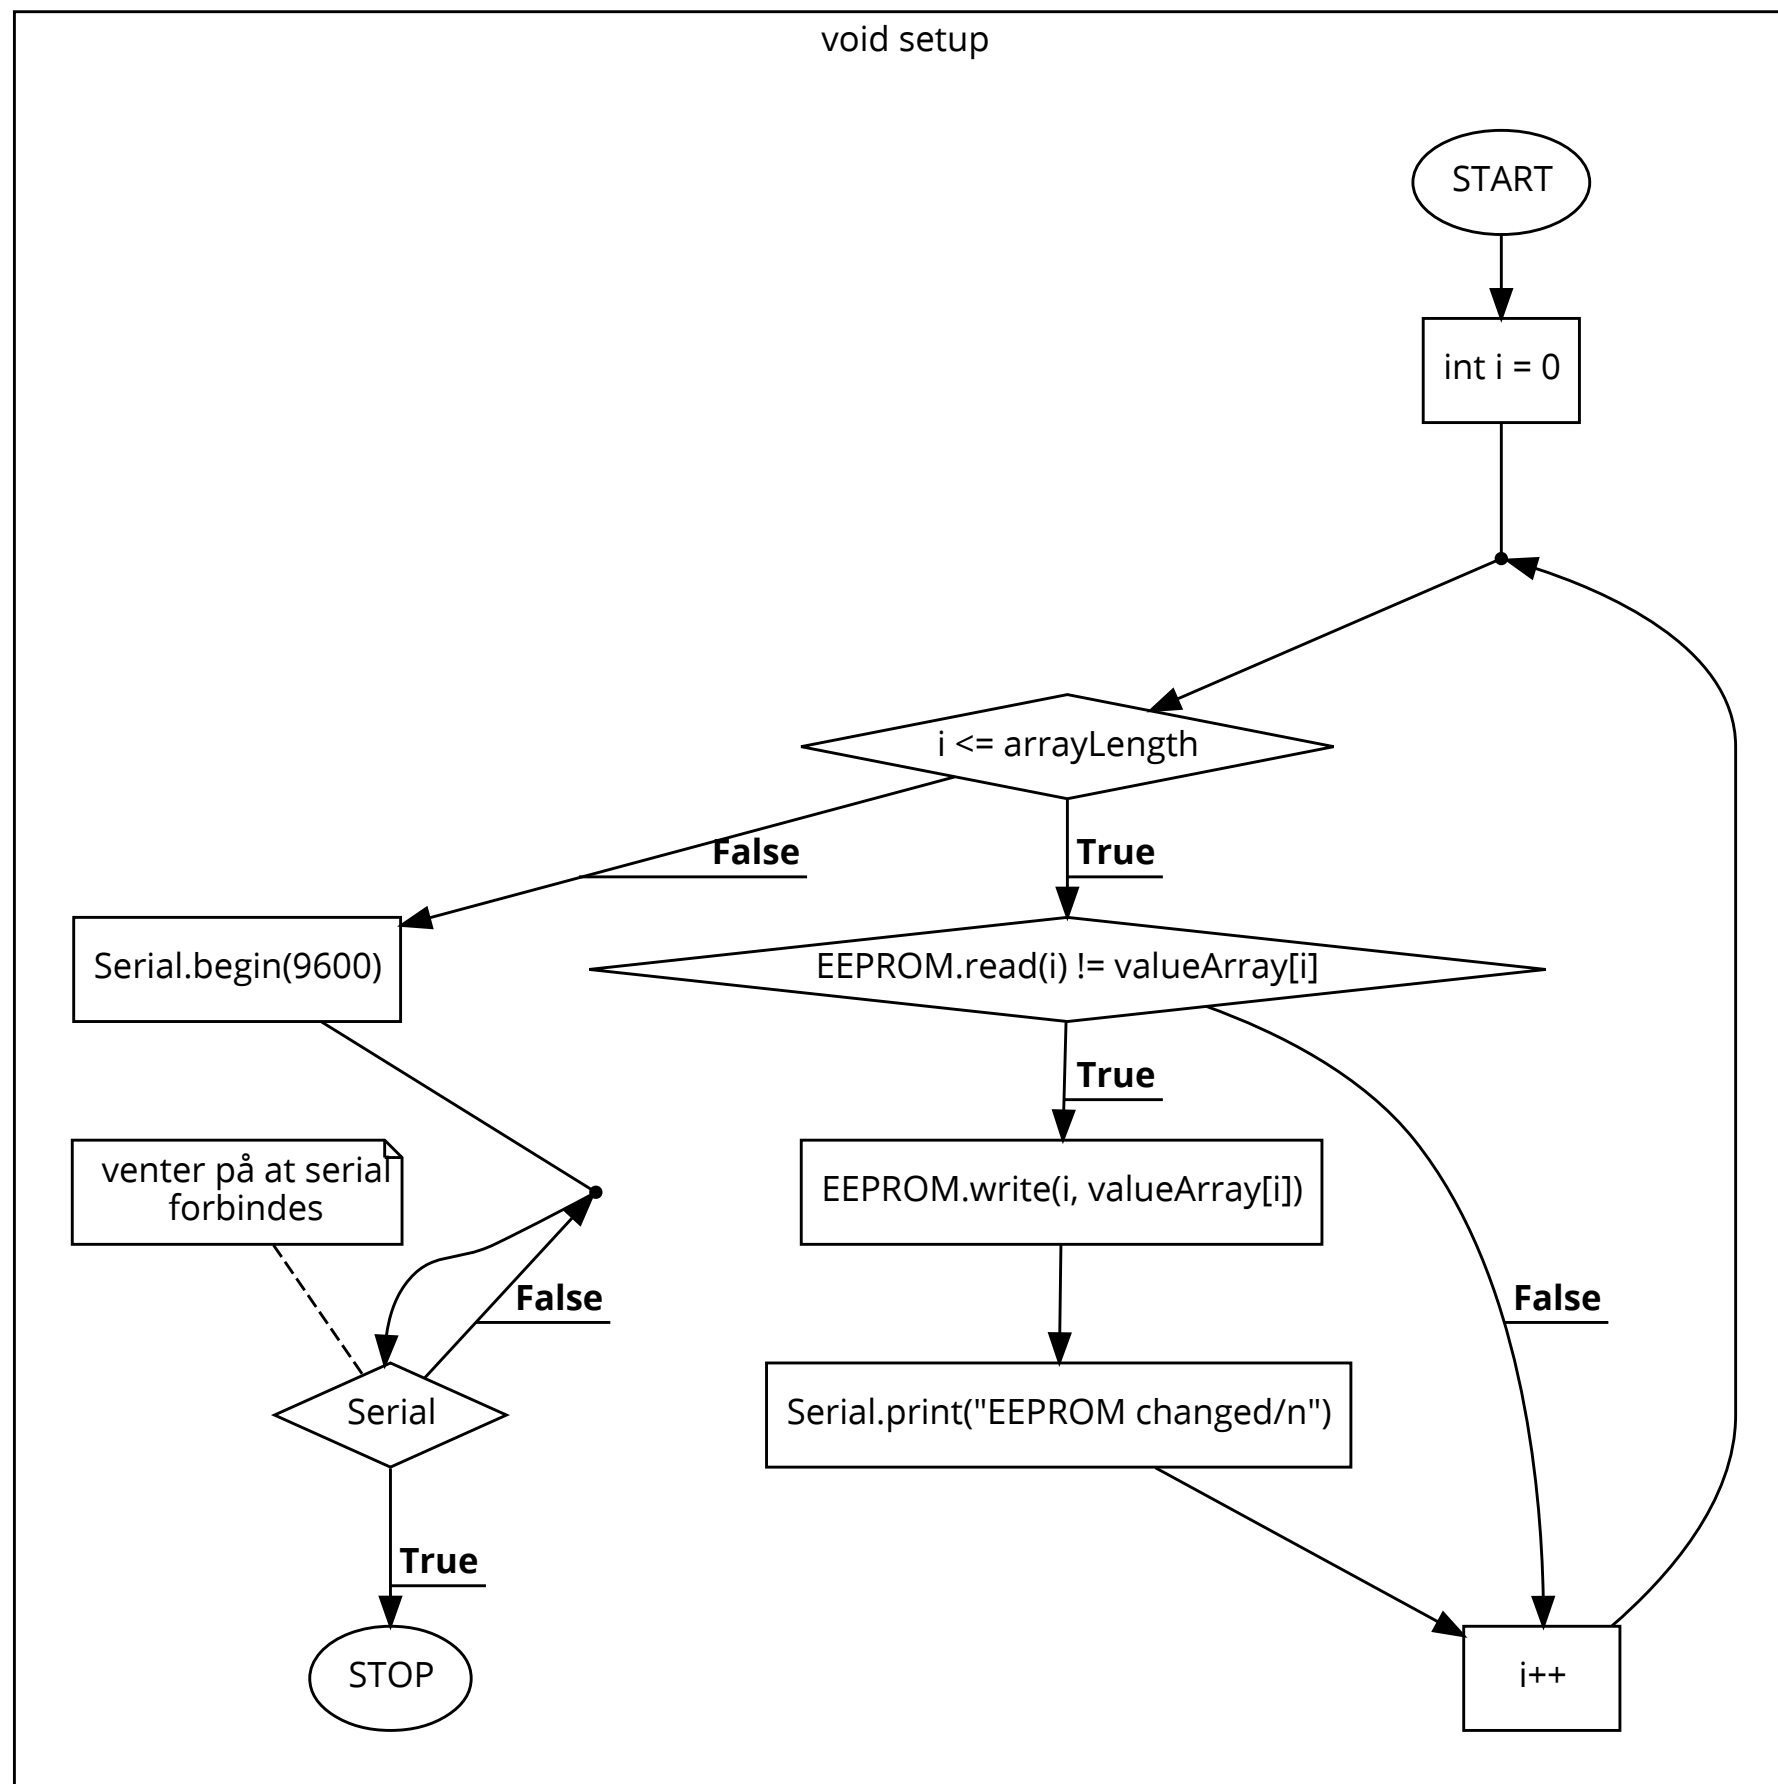 void setup
START
int i = 0
i <= arrayLength
False
True
Serial.begin(9600)
EEPROM.read(i) != valueArray[i]
True
venter på at serial
forbindes
EEPROM.write(i, valueArray[i])
False
False
Serial
Serial.print("EEPROM changed/n")
True
STOP
i++